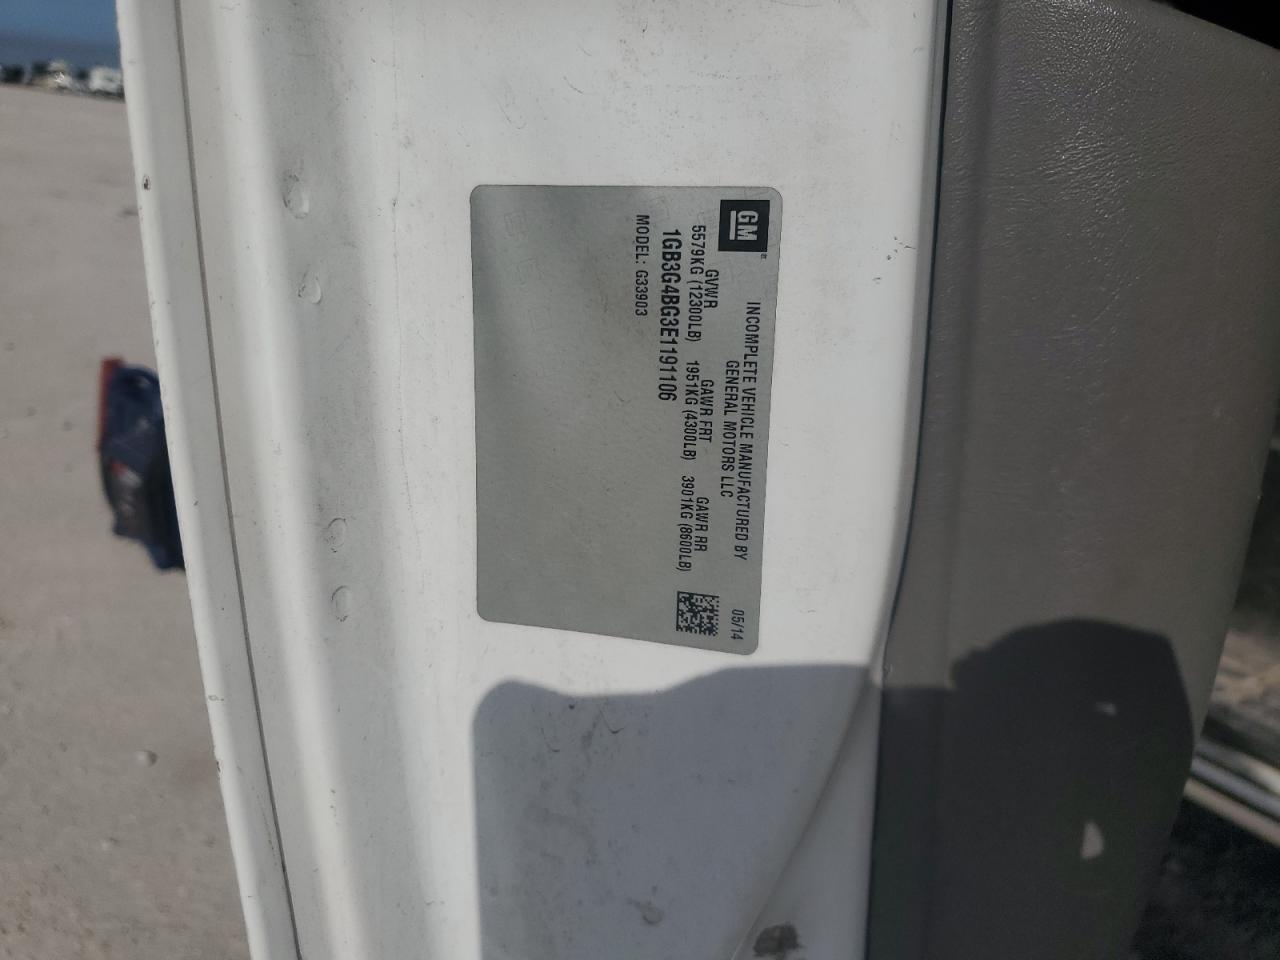 GM
INCOMPLETE VEHICLE MANUFACTURED BY
GENERAL MOTORS LLC
05/14
GVWR GAWR FRT GAWR RR
5579KG (12300LB) 1951KG (4300LB) 3901KG (8600LB)
1GB3G4BG3E1191106
MODEL: G33903